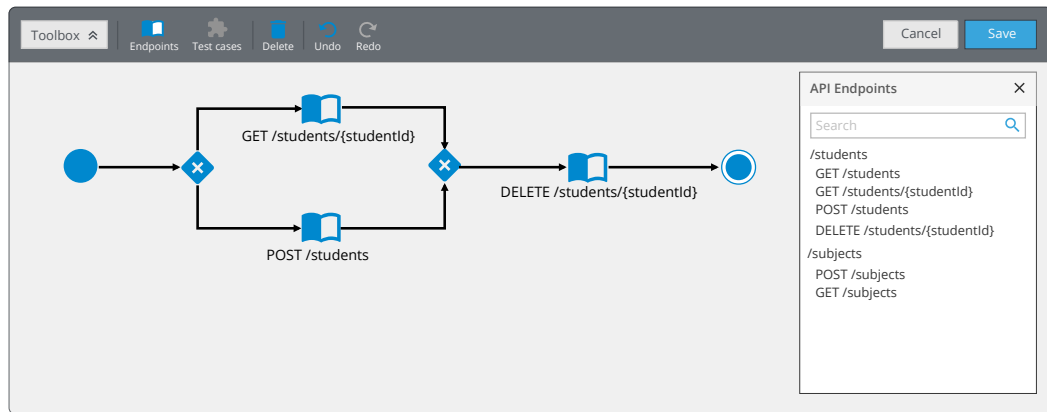 Toolbox
Endpoints
Test cases
Delete
Undo
Redo
Cancel
Save
GET /students/{studentId}
POST /students
DELETE /students/{studentId}
API Endpoints
Search
/students
GET /students
GET /students/{studentId}
POST /students
DELETE /students/{studentId}
/subjects
POST /subjects
GET /subjects